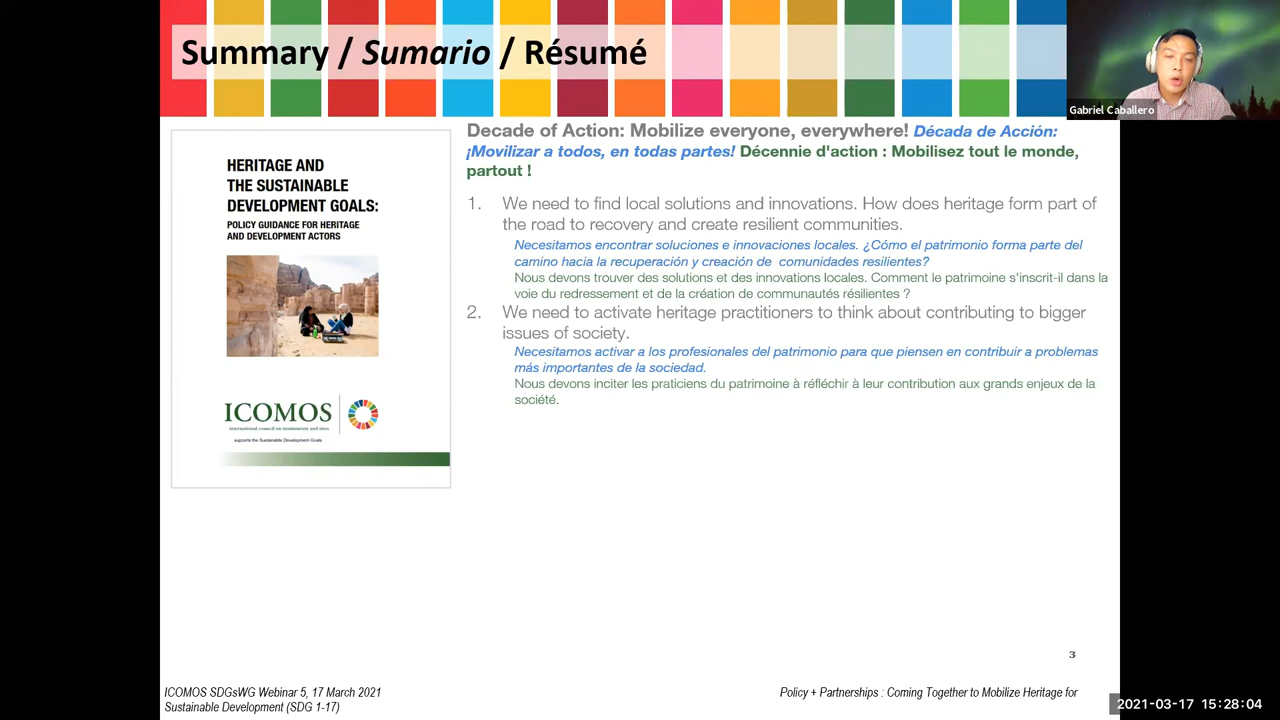 Summary / Sumario / Résumé
Gabriel Caballero
HERITAGE AND
THE SUSTAINABLE
DEVELOPMENT GOALS:
POLICY GUIDANCE FOR HERITAGE
AND DEVELOPMENT ACTORS
ICOMOS
international council on monuments and sites
supports the Sustainable Development Goals
Decade of Action: Mobilize everyone, everywhere! Década de Acción:
¡Movilizar a todos, en todas partes! Décennie d'action : Mobilisez tout le monde,
partout !
1. We need to find local solutions and innovations. How does heritage form part of
the road to recovery and create resilient communities.
Necesitamos encontrar soluciones e innovaciones locales. ¿Cómo el patrimonio forma parte del
camino hacia la recuperación y creación de comunidades resilientes?
Nous devons trouver des solutions et des innovations locales. Comment le patrimoine s'inscrit-il dans la
voie du redressement et de la création de communautés résilientes ?
2. We need to activate heritage practitioners to think about contributing to bigger
issues of society.
Necesitamos activar a los profesionales del patrimonio para que piensen en contribuir a problemas
más importantes de la sociedad.
Nous devons inciter les praticiens du patrimoine à réfléchir à leur contribution aux grands enjeux de la
société.
3
ICOMOS SDGsWG Webinar 5, 17 March 2021
Sustainable Development (SDG 1-17)
Policy + Partnerships : Coming Together to Mobilize Heritage for
2021-03-17 15:28:04